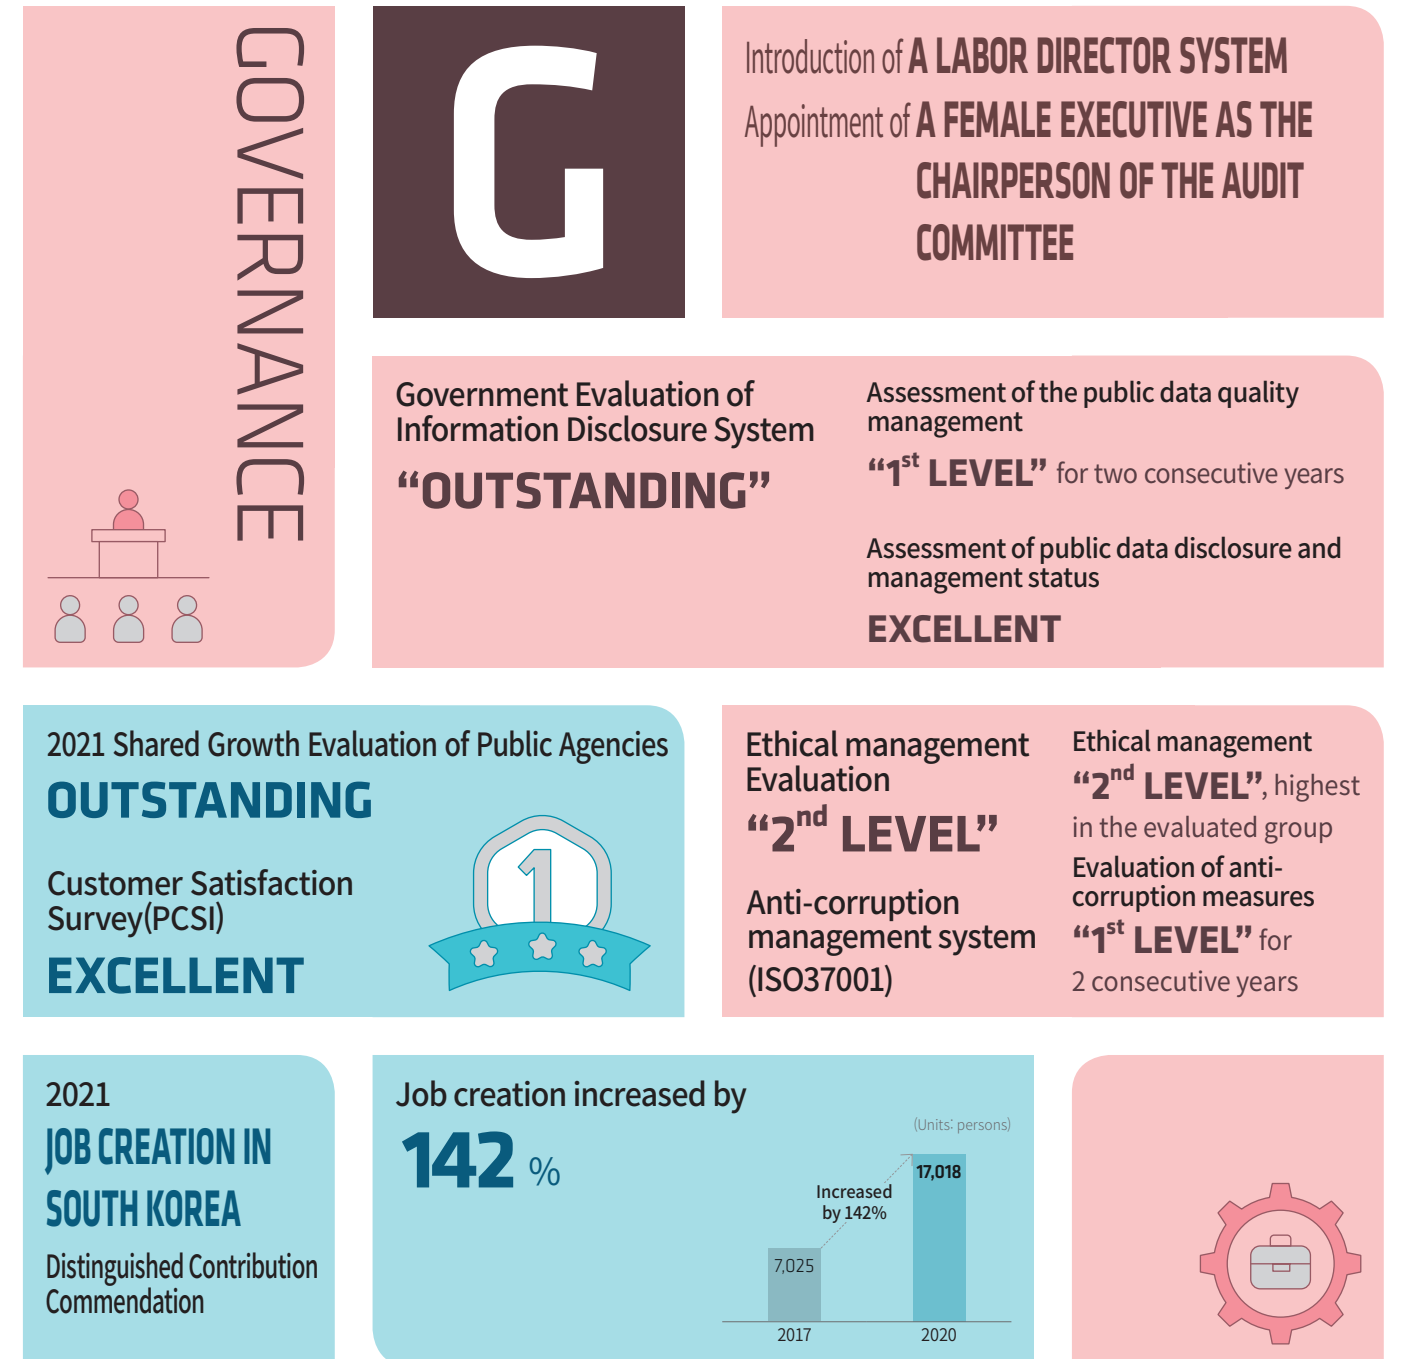 GOVERNANCE
G
Introduction of A LABOR DIRECTOR SYSTEM
Appointment of A FEMALE EXECUTIVE AS THE
CHAIRPERSON OF THE AUDIT
COMMITTEE
Government Evaluation of
Information Disclosure System
“OUTSTANDING”
Assessment of the public data quality
management
“1st LEVEL” for two consecutive years
Assessment of public data disclosure and
management status
EXCELLENT
2021 Shared Growth Evaluation of Public Agencies
OUTSTANDING
Customer Satisfaction
Survey(PCSI)
EXCELLENT
1
Ethical management
Evaluation
“2nd LEVEL”
Anti-corruption
management system
(ISO37001)
Ethical management
“2nd LEVEL”, highest
in the evaluated group
Evaluation of anti-
corruption measures
“1st LEVEL” for
2 consecutive years
2021
JOB CREATION IN
SOUTH KOREA
Distinguished Contribution
Commendation
Job creation increased by
142 %
(Units: persons)
17,018
Increased
by 142%
7,025
2017
2020